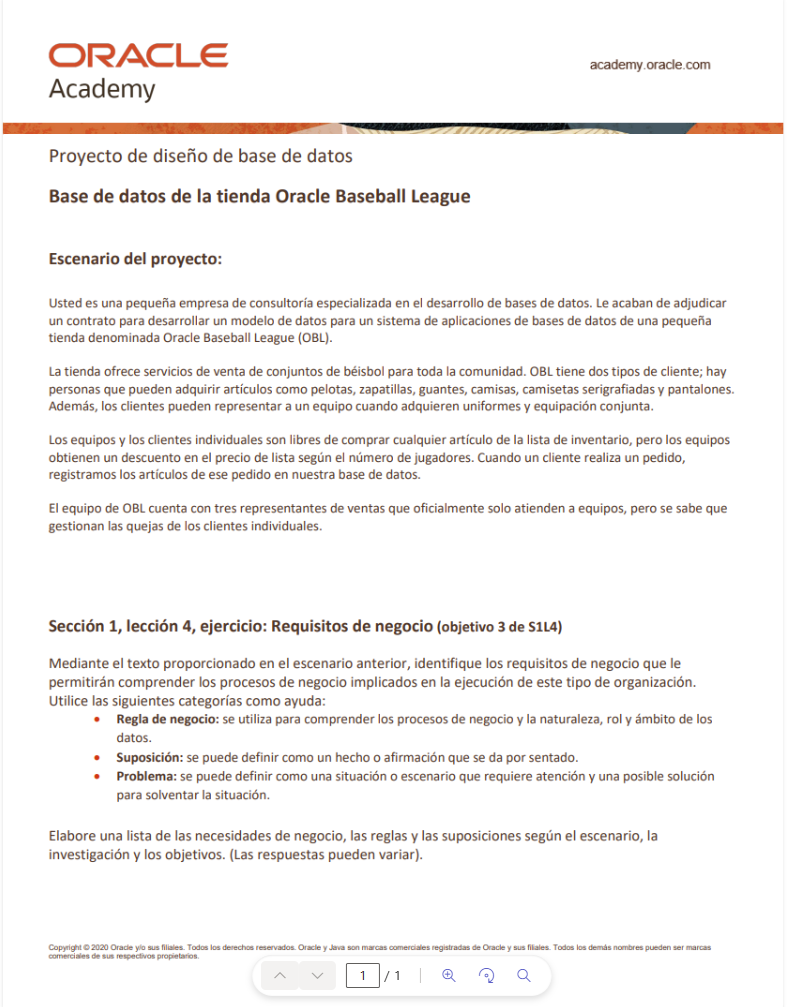 ORACLE
Academy
academy.oracle.com
Proyecto de diseño de base de datos
Base de datos de la tienda Oracle Baseball League
Escenario del proyecto:
Usted es una pequeña empresa de consultoría especializada en el desarrollo de bases de datos. Le acaban de adjudicar
un contrato para desarrollar un modelo de datos para un sistema de aplicaciones de bases de datos de una pequeña
tienda denominada Oracle Baseball League (OBL).
La tienda ofrece servicios de venta de conjuntos de béisbol para toda la comunidad. OBL tiene dos tipos de cliente; hay
personas que pueden adquirir artículos como pelotas, zapatillas, guantes, camisas, camisetas serigrafiadas y pantalones.
Además, los clientes pueden representar a un equipo cuando adquieren uniformes y equipación conjunta.
Los equipos y los clientes individuales son libres de comprar cualquier artículo de la lista de inventario, pero los equipos
obtienen un descuento en el precio de lista según el número de jugadores. Cuando un cliente realiza un pedido,
registramos los artículos de ese pedido en nuestra base de datos.
El equipo de OBL cuenta con tres representantes de ventas que oficialmente solo atienden a equipos, pero se sabe que
gestionan las quejas de los clientes individuales.
Sección 1, lección 4, ejercicio: Requisitos de negocio (objetivo 3 de S1L4)
Mediante el texto proporcionado en el escenario anterior, identifique los requisitos de negocio que le
permitirán comprender los procesos de negocio implicados en la ejecución de este tipo de organización.
Utilice las siguientes categorías como ayuda:
• Regla de negocio: se utiliza para comprender los procesos de negocio y la naturaleza, rol y ámbito de los
datos.
• Suposición: se puede definir como un hecho o afirmación que se da por sentado.
• Problema: se puede definir como una situación o escenario que requiere atención y una posible solución
para solventar la situación.
Elabore una lista de las necesidades de negocio, las reglas y las suposiciones según el escenario, la
investigación y los objetivos. (Las respuestas pueden variar).
Copyright © 2020 Oracle y/o sus filiales. Todos los derechos reservados. Oracle y Java son marcas comerciales registradas de Oracle y sus filiales. Todos los demás nombres pueden ser marcas
comerciales de sus respectivos propietarios.
1 / 1